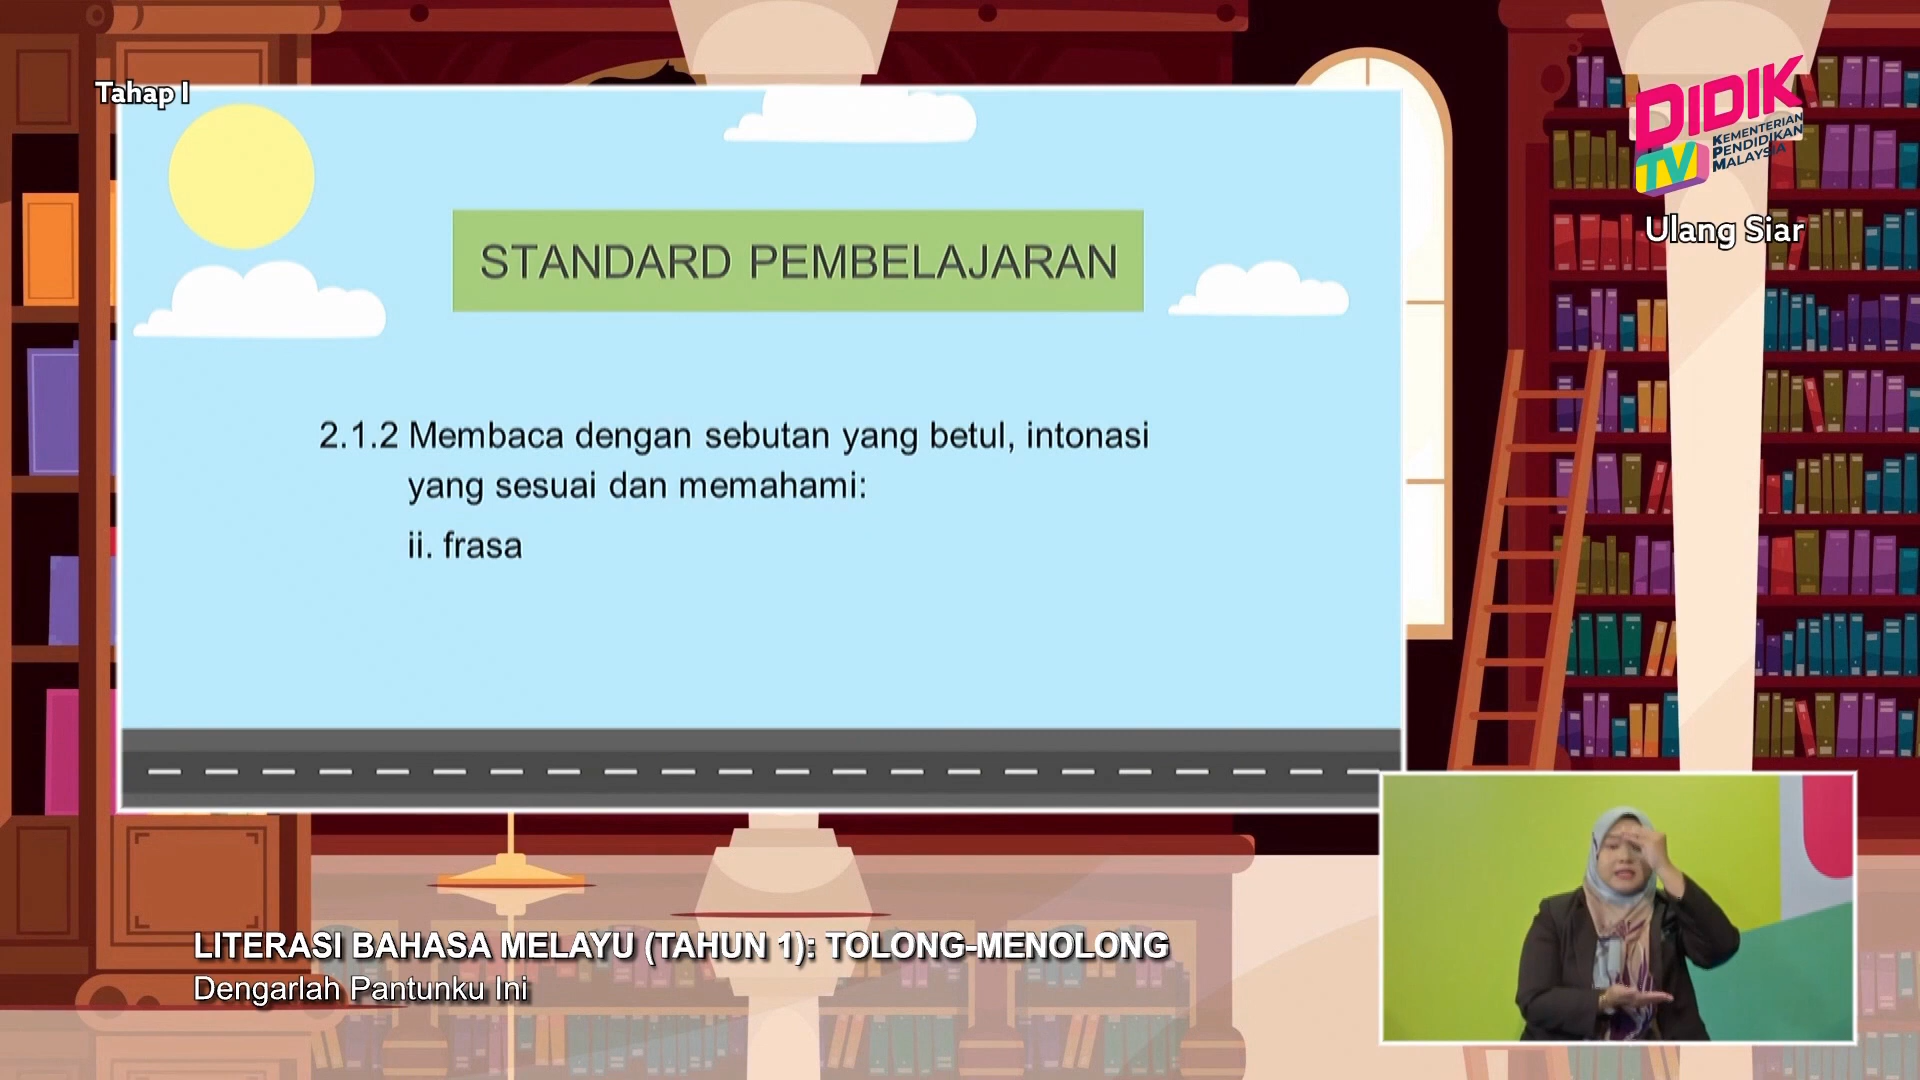 Tahap I
DIDIK
TV
KEMENTERIAN
PENDIDIKAN
MALAYSIA
Ulang Siar
STANDARD PEMBELAJARAN
2.1.2 Membaca dengan sebutan yang betul, intonasi
yang sesuai dan memahami:
ii. frasa
LITERASI BAHASA MELAYU (TAHUN 1): TOLONG-MENOLONG
Dengarlah Pantunku Ini